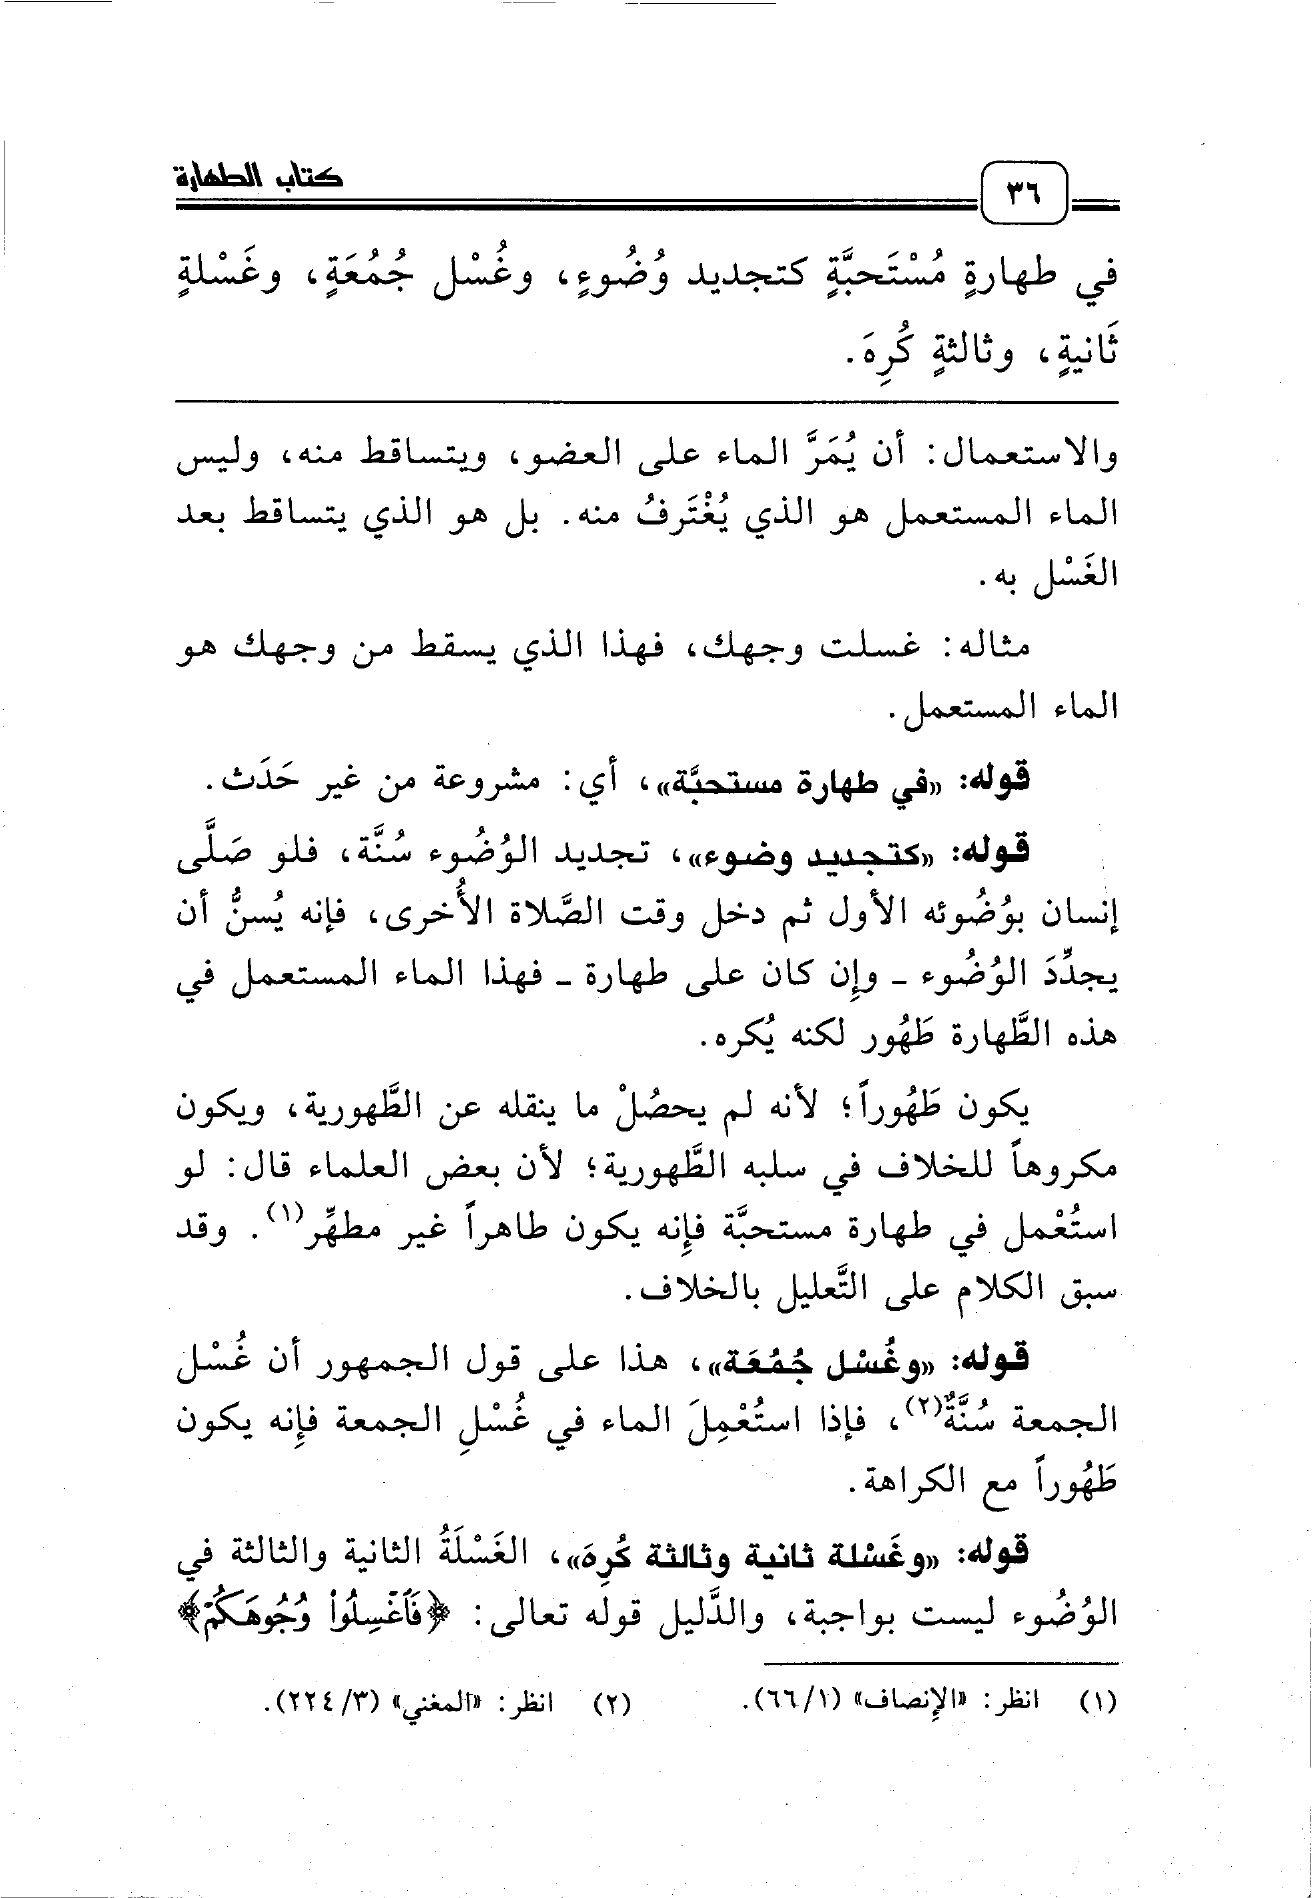 ٣٦
كتاب الطهارة
في طهارةٍ مُسْتَحبَّةٍ كتجديد وُضُوءٍ، وغُسْل جُمُعَةٍ، وغَسْلةٍ
ثَانيةٍ، وثالثةٍ كُرِهَ.
والاستعمال: أن يُمَرَّ الماء على العضو، ويتساقط منه، وليس
الماء المستعمل هو الذي يُغْتَرفُ منه. بل هو الذي يتساقط بعد
الغَسْل به.
مثاله: غسلت وجهك، فهذا الذي يسقط من وجهك هو
الماء المستعمل.
قوله: «في طهارة مستحبَّة»، أي: مشروعة من غير حَدَث.
قوله: «كتجديد وضوء»، تجديد الوُضُوء سُنَّة، فلو صَلَّى
إنسان بوُضُوئه الأول ثم دخل وقت الصَّلاة الأُخرى، فإنه يُسنُّ أن
يجدِّدَ الوُضُوء ـ وإِن كان على طهارة ـ فهذا الماء المستعمل في
هذه الطَّهارة طَهُور لكنه يُكره.
يكون طَهُوراً؛ لأنه لم يحصُلْ ما ينقله عن الطَّهورية، ويكون
مكروهاً للخلاف في سلبه الطَّهورية؛ لأن بعض العلماء قال: لو
استُعْمل في طهارة مستحبَّة فإِنه يكون طاهراً غير مطهِّر(١). وقد
سبق الكلام على التَّعليل بالخلاف.
قوله: «وغُسْل جُمُعَة»، هذا على قول الجمهور أن غُسْل
الجمعة سُنَّةٌ(٢)، فإذا استُعْمِلَ الماء في غُسْلِ الجمعة فإِنه يكون
طَهُوراً مع الكراهة.
قوله: «وغَسْلة ثانية وثالثة كُرِهَ»، الغَسْلَةُ الثانية والثالثة في
الوُضُوء ليست بواجبة، والدَّليل قوله تعالى: ﴿فَٱغْسِلُوا۟ وُجُوهَكُمْ﴾
(١) انظر: «الإِنصاف» (٦٦/١).
(٢) انظر: «المغني» (٢٢٤/٣).